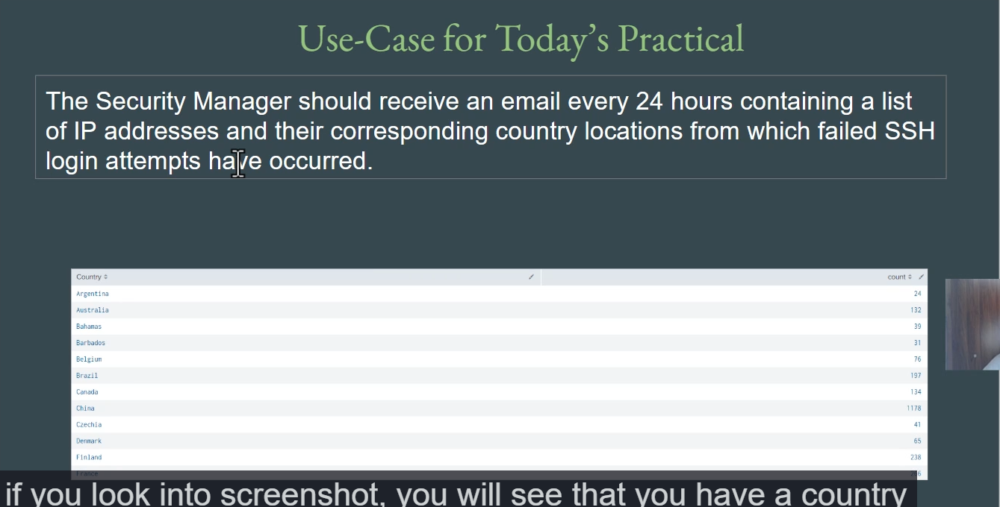 Use-Case for Today's Practical
The Security Manager should receive an email every 24 hours containing a list
of IP addresses and their corresponding country locations from which failed SSH
login attempts have occurred.
Country count
Argentina 24
Australia 132
Bahamas 39
Barbados 31
Belgium 76
Brazil 197
Canada 134
China 1178
Czechia 41
Denmark 65
Finland 238
France
if you look into screenshot, you will see that you have a country